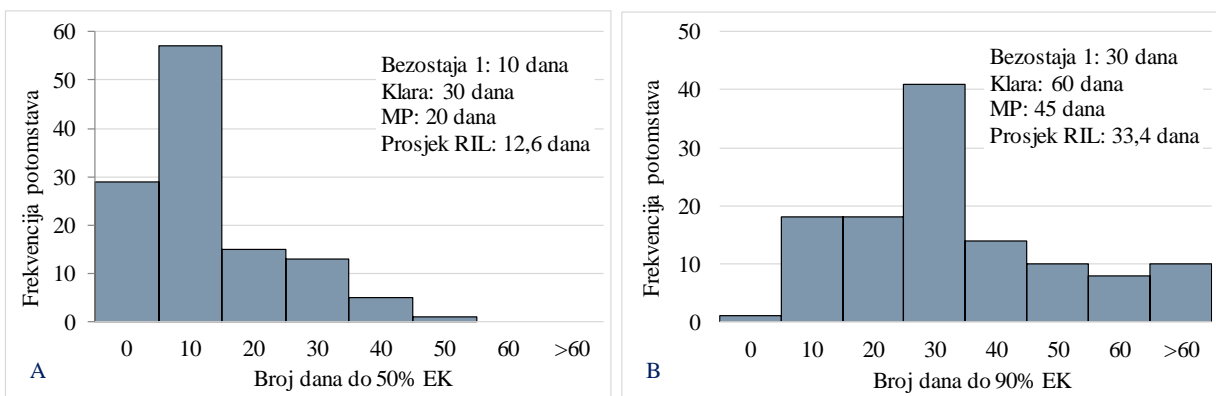 60
50
40
30
20
10
0
Frekvencija potomstava
Bezostaja 1: 10 dana
Klara: 30 dana
MP: 20 dana
Prosjek RIL: 12,6 dana
0 10 20 30 40 50 60 >60
A
Broj dana do 50% EK
50
40
30
20
10
0
Frekvencija potomstava
Bezostaja 1: 30 dana
Klara: 60 dana
MP: 45 dana
Prosjek RIL: 33,4 dana
0 10 20 30 40 50 60 >60
B
Broj dana do 90% EK